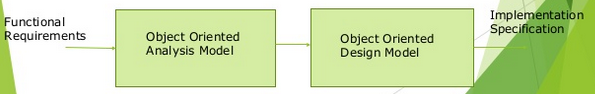 Functional
Requirements
Object Oriented
Analysis Model
Object Oriented
Design Model
Implementation
Specification